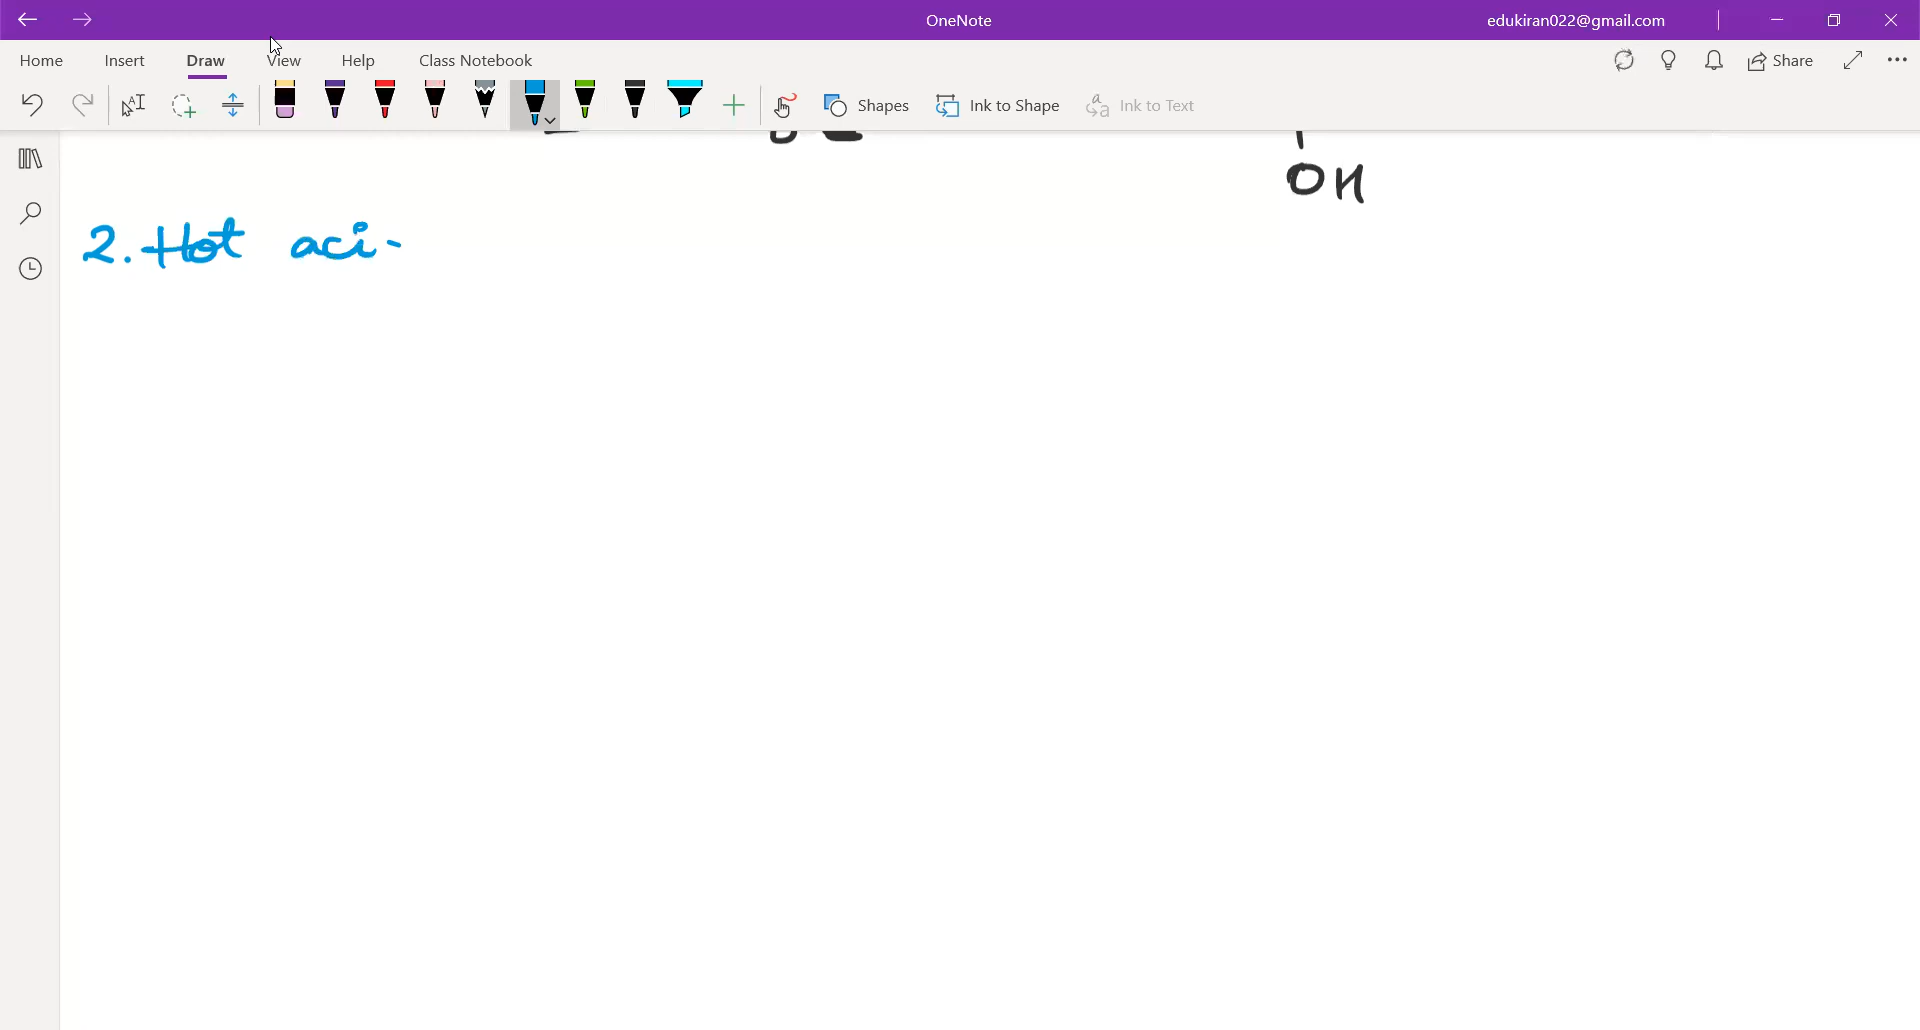 OneNote
edukiran022@gmail.com
Home Insert Draw View Help Class Notebook Share
Shapes Ink to Shape Ink to Text
OH
2. Hot aci-